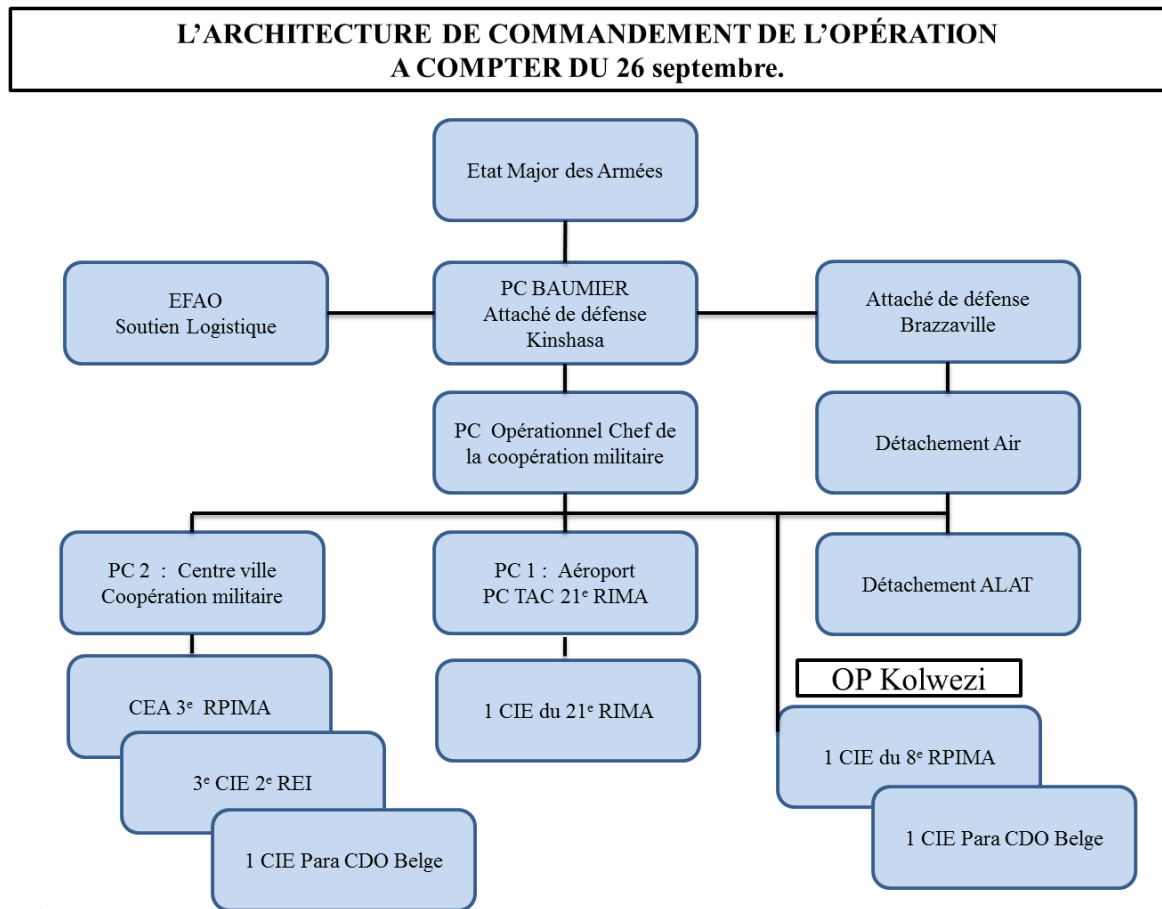 L’ARCHITECTURE DE COMMANDEMENT DE L’OPÉRATION
A COMPTER DU 26 septembre.
Etat Major des Armées
EFAO
Soutien Logistique
PC BAUMIER
Attaché de défense
Kinshasa
Attaché de défense
Brazzaville
PC Opérationnel Chef de
la coopération militaire
Détachement Air
PC 2 : Centre ville
Coopération militaire
PC 1 : Aéroport
PC TAC 21e RIMA
Détachement ALAT
CEA 3e RPIMA
3e CIE 2e REI
1 CIE Para CDO Belge
1 CIE du 21e RIMA
OP Kolwezi
1 CIE du 8e RPIMA
1 CIE Para CDO Belge